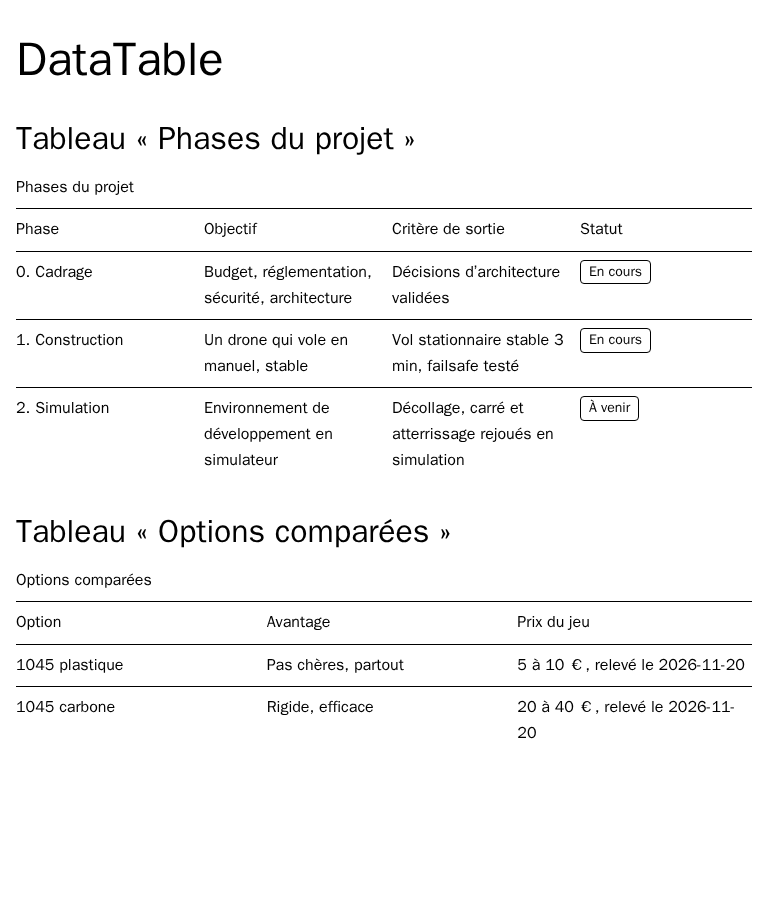 DataTable
Tableau « Phases du projet »
Phases du projet
Phase Objectif Critère de sortie Statut
0. Cadrage Budget, réglementation, Décisions d'architecture En cours
sécurité, architecture validées
1. Construction Un drone qui vole en Vol stationnaire stable 3 En cours
manuel, stable min, failsafe testé
2. Simulation Environnement de Décollage, carré et À venir
développement en atterrissage rejoués en
simulateur simulation
Tableau « Options comparées »
Options comparées
Option Avantage Prix du jeu
1045 plastique Pas chères, partout 5 à 10 €, relevé le 2026-11-20
1045 carbone Rigide, efficace 20 à 40 €, relevé le 2026-11-
20